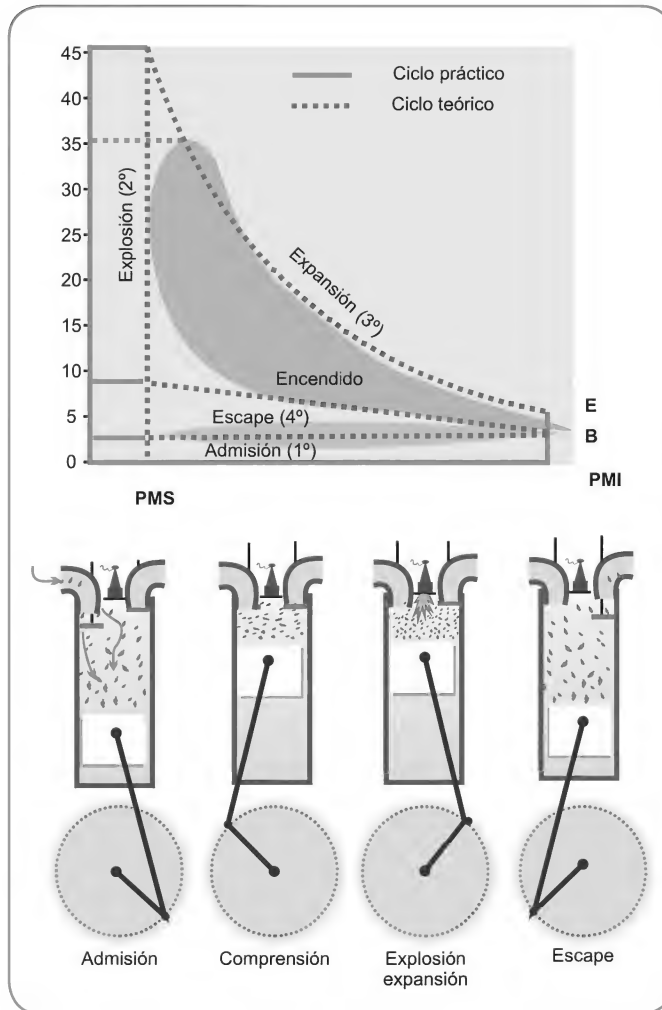 45
40
35
30
25
20
15
10
5
0
Ciclo práctico
Ciclo teórico
Explosión (2º)
Expansión (3º)
Encendido
Escape (4º)
Admisión (1º)
E
B
PMS
PMI
Admisión
Comprensión
Explosión
expansión
Escape